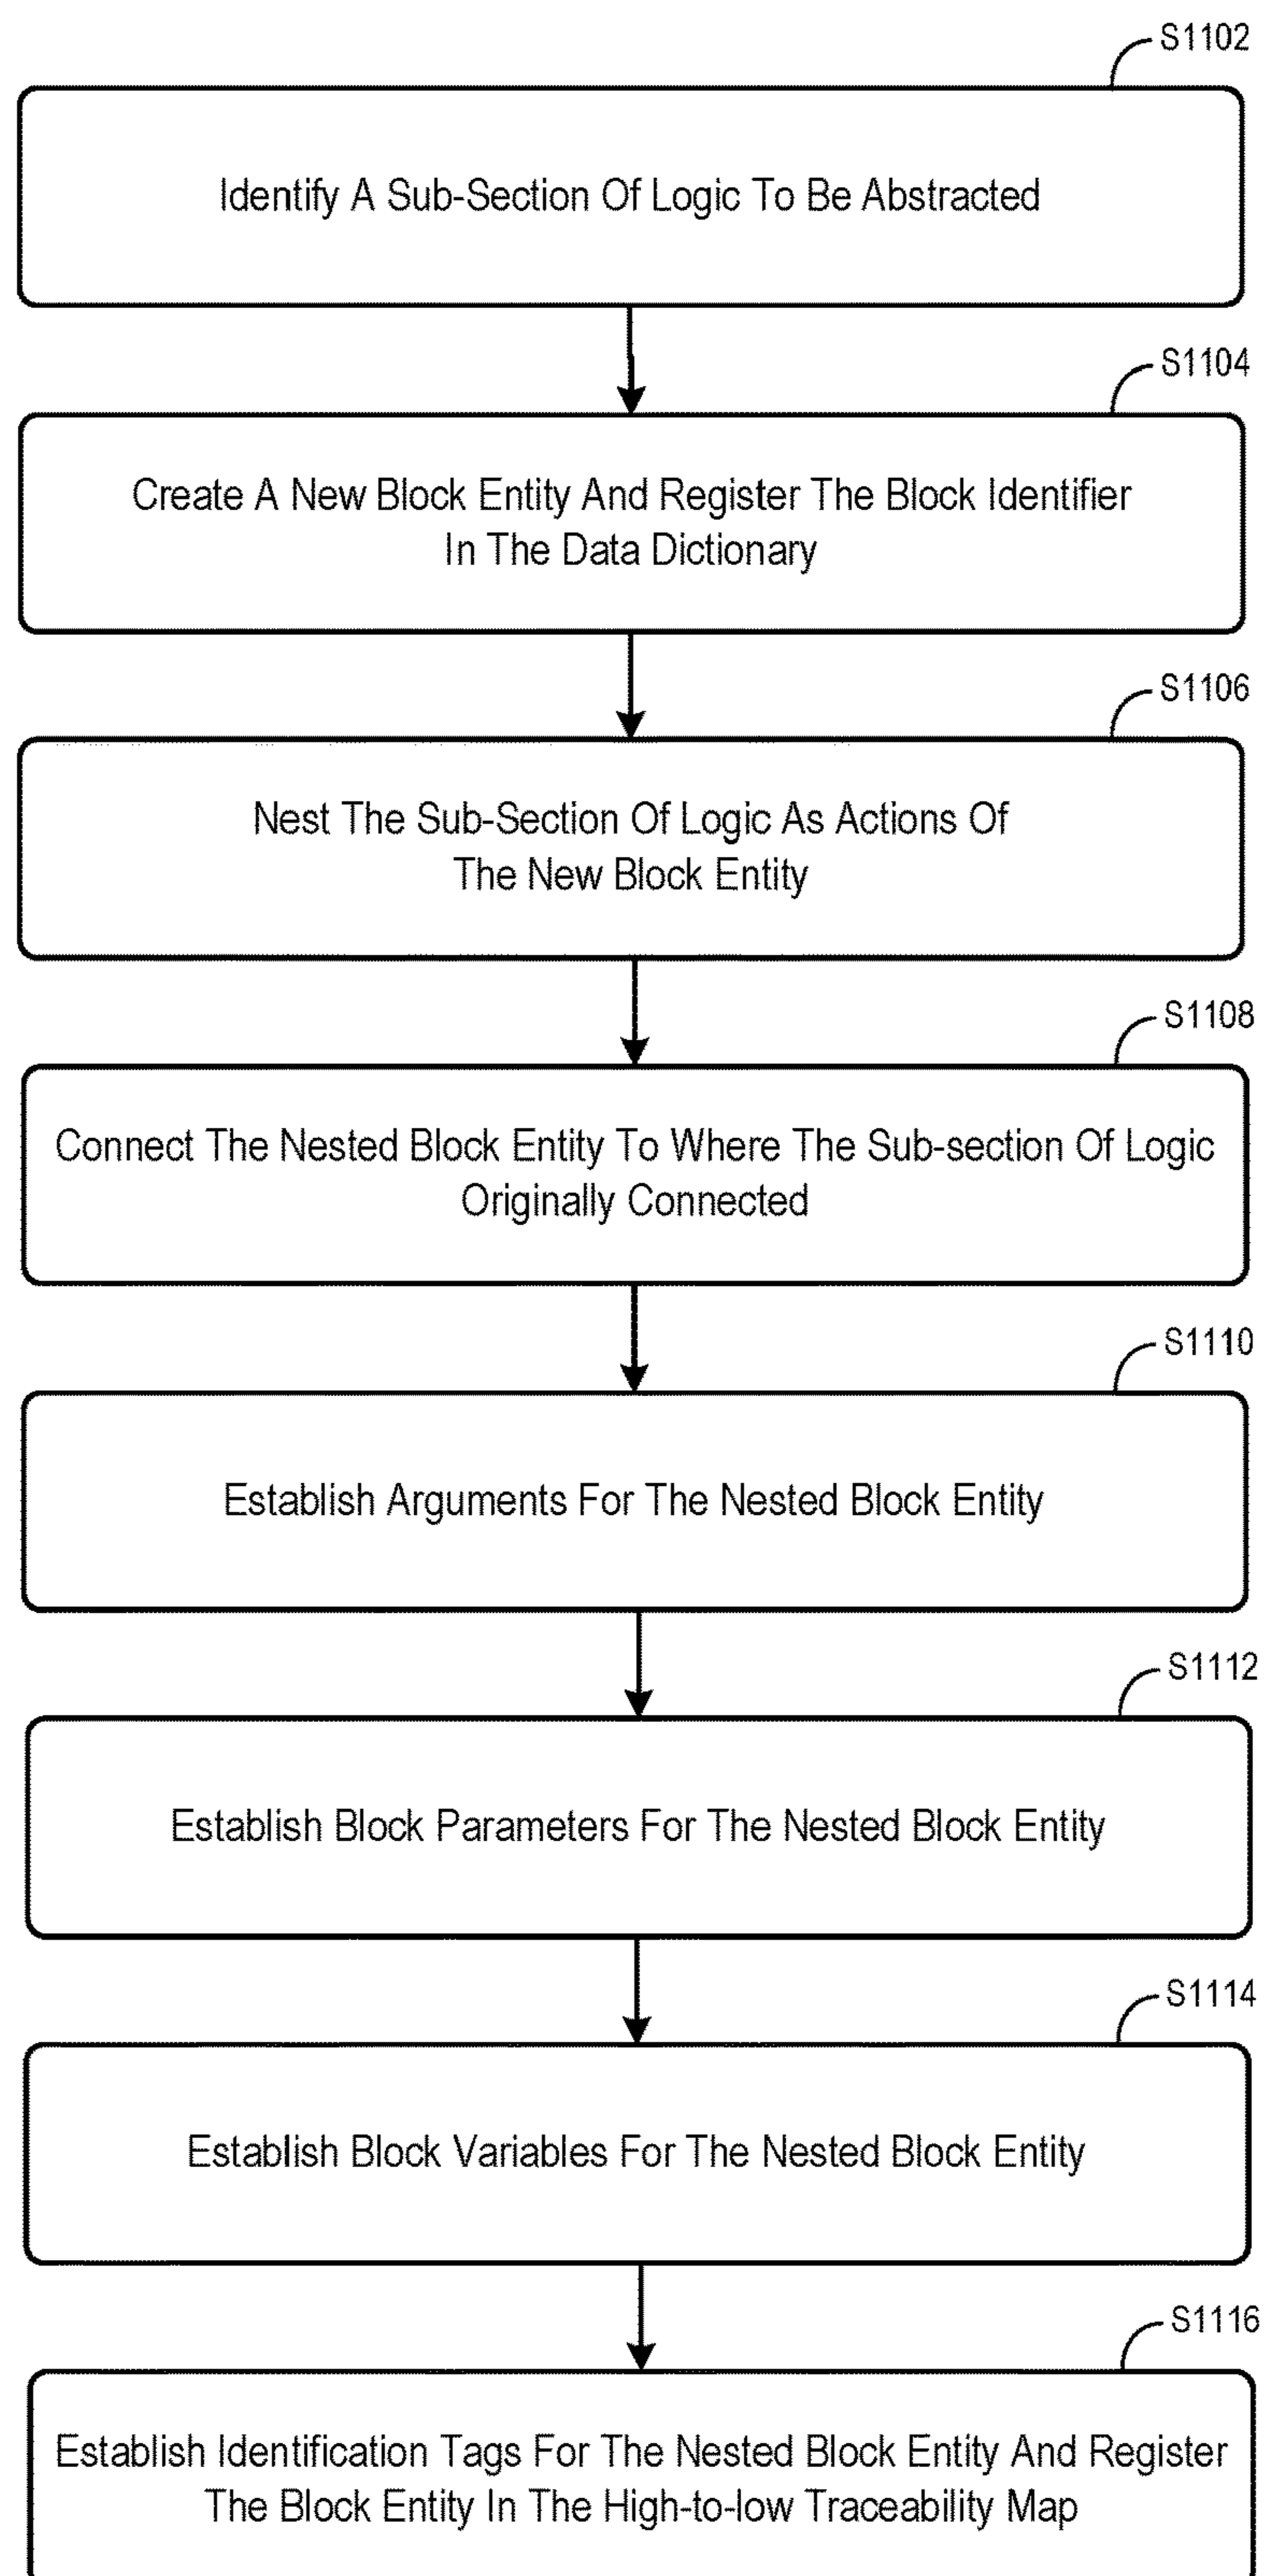 S1102
Identify A Sub-Section Of Logic To Be Abstracted
S1104
Create A New Block Entity And Register The Block Identifier
In The Data Dictionary
S1106
Nest The Sub-Section Of Logic As Actions Of
The New Block Entity
S1108
Connect The Nested Block Entity To Where The Sub-section Of Logic
Originally Connected
S1110
Establish Arguments For The Nested Block Entity
S1112
Establish Block Parameters For The Nested Block Entity
S1114
Establish Block Variables For The Nested Block Entity
S1116
Establish Identification Tags For The Nested Block Entity And Register
The Block Entity In The High-to-low Traceability Map